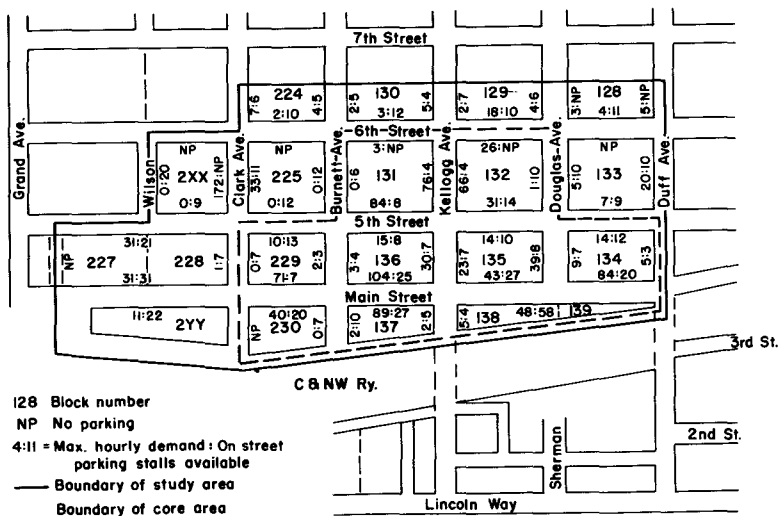 7th Street
224 130 129 128
7:6 4:5 2:5 5:4 2:7 4:6 3:NP 5:NP
2:10 3:12 18:10 4:11
6th Street
Grand Ave. Wilson Clark Ave. Burnett Ave. Kellogg Ave. Douglas Ave. Duff Ave.
NP NP 3:NP 26:NP NP
0:20 2XX 172:NP 33:11 225 0:12 0:6 131 76:4 66:4 132 1:10 5:10 133 20:10
0:9 0:12 84:8 31:14 7:9
5th Street
31:2 10:13 15:8 14:10 14:12
NP 227 228 1:7 0:7 229 2:3 3:4 136 30:7 23:7 135 39:8 9:7 134 5:3
31:31 71:7 104:25 43:27 84:20
Main Street
11:22 40:20 89:27 48:58 139
2YY NP 230 0:7 2:10 137 2:5 5:4 138
3rd St.
C & NW Ry.
128 Block number
NP No parking
4:11 = Max. hourly demand : On street
parking stalls available
Boundary of study area
Boundary of core area
2nd St.
Sherman
Lincoln Way